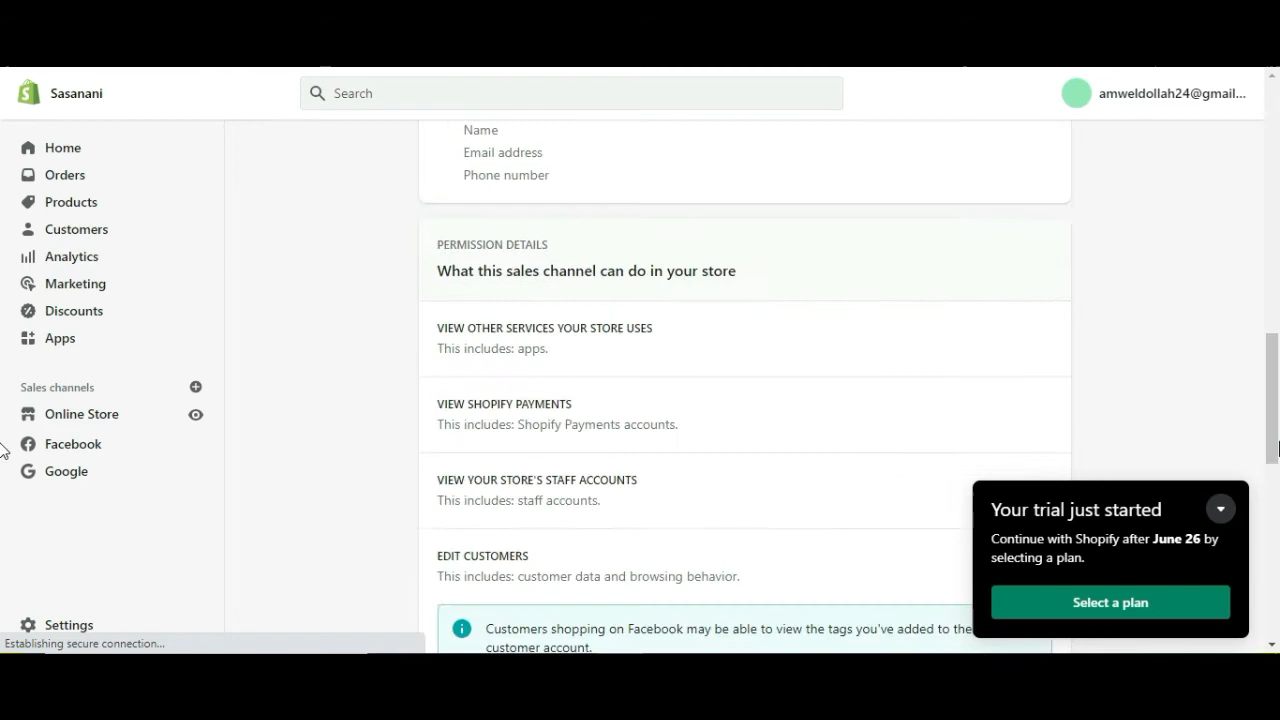 Sasanani
Search
amweldollah24@gmail...
Home
Orders
Products
Customers
Analytics
Marketing
Discounts
Apps
Sales channels
Online Store
Facebook
Google
Settings
Establishing secure connection...
Name
Email address
Phone number
PERMISSION DETAILS
What this sales channel can do in your store
VIEW OTHER SERVICES YOUR STORE USES
This includes: apps.
VIEW SHOPIFY PAYMENTS
This includes: Shopify Payments accounts.
VIEW YOUR STORE'S STAFF ACCOUNTS
This includes: staff accounts.
EDIT CUSTOMERS
This includes: customer data and browsing behavior.
Customers shopping on Facebook may be able to view the tags you've added to the
customer account.
Your trial just started
Continue with Shopify after June 26 by
selecting a plan.
Select a plan